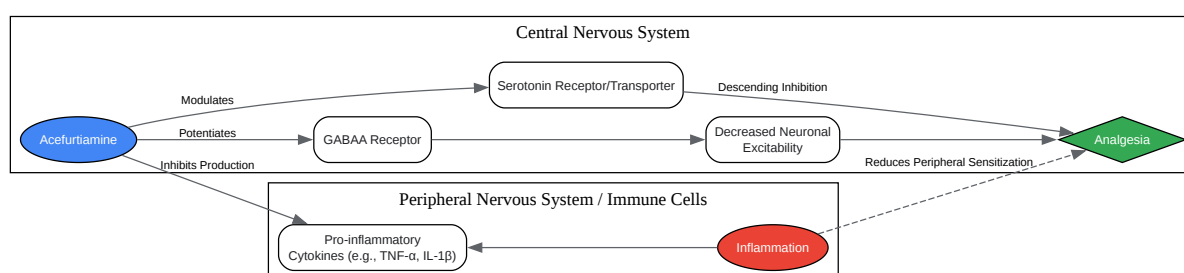 Central Nervous System
Serotonin Receptor/Transporter
Descending Inhibition
Modulates
Acefurtiamine
Potentiates
GABAA Receptor
Decreased Neuronal
Excitability
Analgesia
Inhibits Production
Reduces Peripheral Sensitization
Peripheral Nervous System / Immune Cells
Pro-inflammatory
Cytokines (e.g., TNF-α, IL-1β)
Inflammation